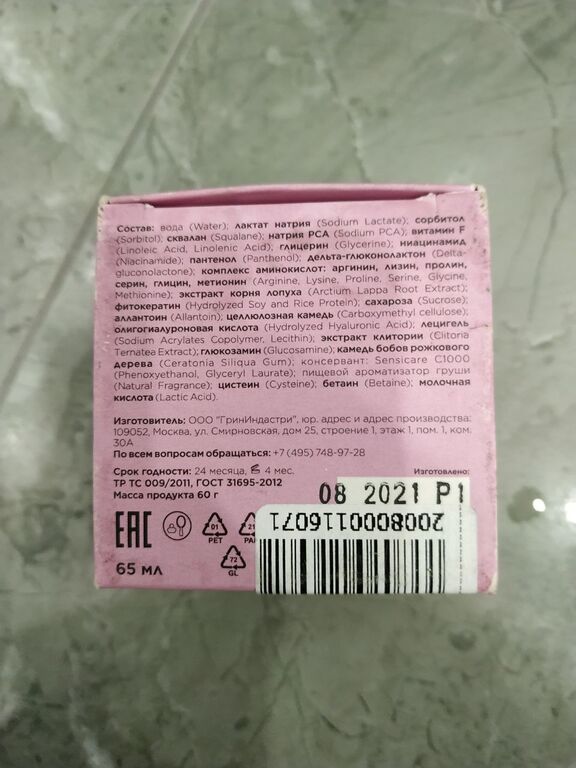 Состав: вода (Water); лактат натрия (Sodium Lactate); сорбитол
(Sorbitol); сквалан (Squalane); натрия PCA (Sodium PCA); витамин F
(Linoleic Acid, Linolenic Acid); глицерин (Glycerine); ниацинамид
(Niacinamide); пантенол (Panthenol); дельта-глюконолактон (Delta-
gluconolactone); комплекс аминокислот: аргинин, лизин, пролин,
серин, глицин, метионин (Arginine, Lysine, Proline, Serine, Glycine,
Methionine); экстракт корня лопуха (Arctium Lappa Root Extract);
фитокератин (Hydrolyzed Soy and Rice Protein); сахароза (Sucrose);
аллантоин (Allantoin); целлюлозная камедь (Carboxymethyl cellulose);
олигогиалуроновая кислота (Hydrolyzed Hyaluronic Acid); лецигель
(Sodium Acrylates Copolymer, Lecithin); экстракт клитории (Clitoria
Ternatea Extract); глюкозамин (Glucosamine); камедь бобов рожкового
дерева (Ceratonia Siliqua Gum); консервант: Sensicare C1000
(Phenoxyethanol, Glyceryl Laurate); пищевой ароматизатор груши
(Natural Fragrance); цистеин (Cysteine); бетаин (Betaine); молочная
кислота (Lactic Acid).
Изготовитель: ООО "ГринИндастри", юр. адрес и адрес производства:
109052, Москва, ул. Смирновская, дом 25, строение 1, этаж 1, пом. 1, ком.
30А
По всем вопросам обращаться: +7 (495) 748-97-28
Срок годности: 24 месяца, 4 мес.
Изготовлено:
ТР ТС 009/2011, ГОСТ 31695-2012
Масса продукта 60 г
08 2021 P1
2008000116071
EAC
01
PET
21
72
GL
65 мл